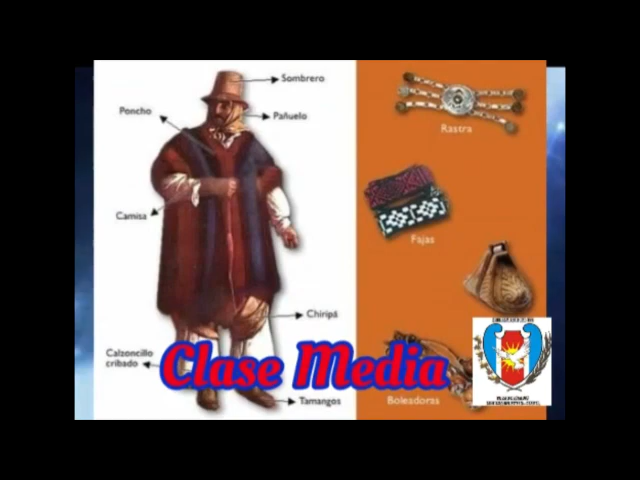 Sombrero
Poncho
Pañuelo
Camisa
Chiripá
Calzoncillo
cribado
Tamangos
Rastra
Fajas
Boleadoras
Clase Media